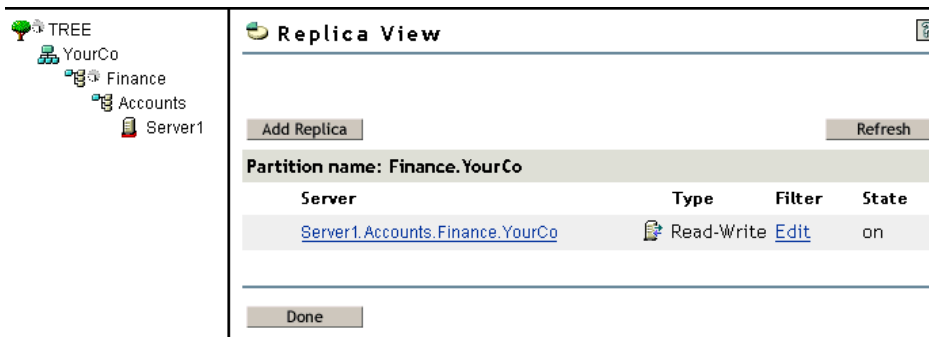 TREE
YourCo
Finance
Accounts
Server1
Replica View
?
Add Replica Refresh
Partition name: Finance.YourCo
Server Type Filter State
Server1.Accounts.Finance.YourCo Read-Write Edit on
Done